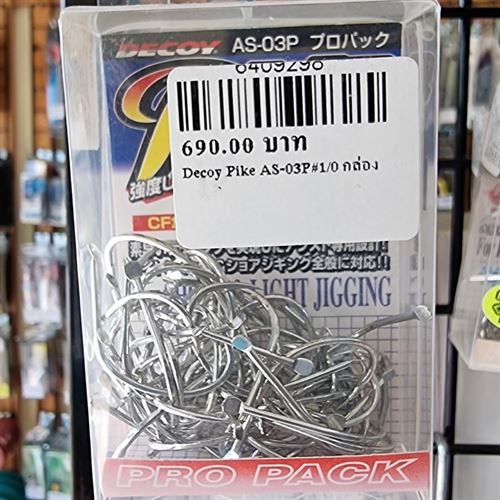 DECOY AS-03P プロパック
8409298
690.00 บาท
Decoy Pike AS-03P#1/0 กล่อง
強度し
ショアジギング全般に対応!!
LIGHT JIGGING
PRO PACK